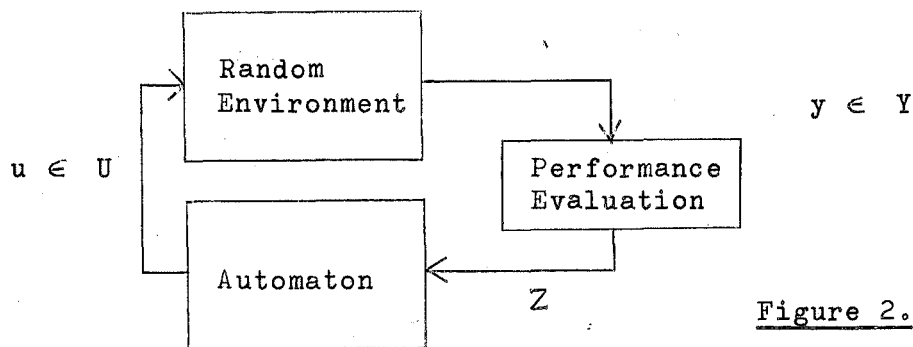 Random
Environment
y ∈ Y
u ∈ U
Performance
Evaluation
Automaton
Z
Figure 2.